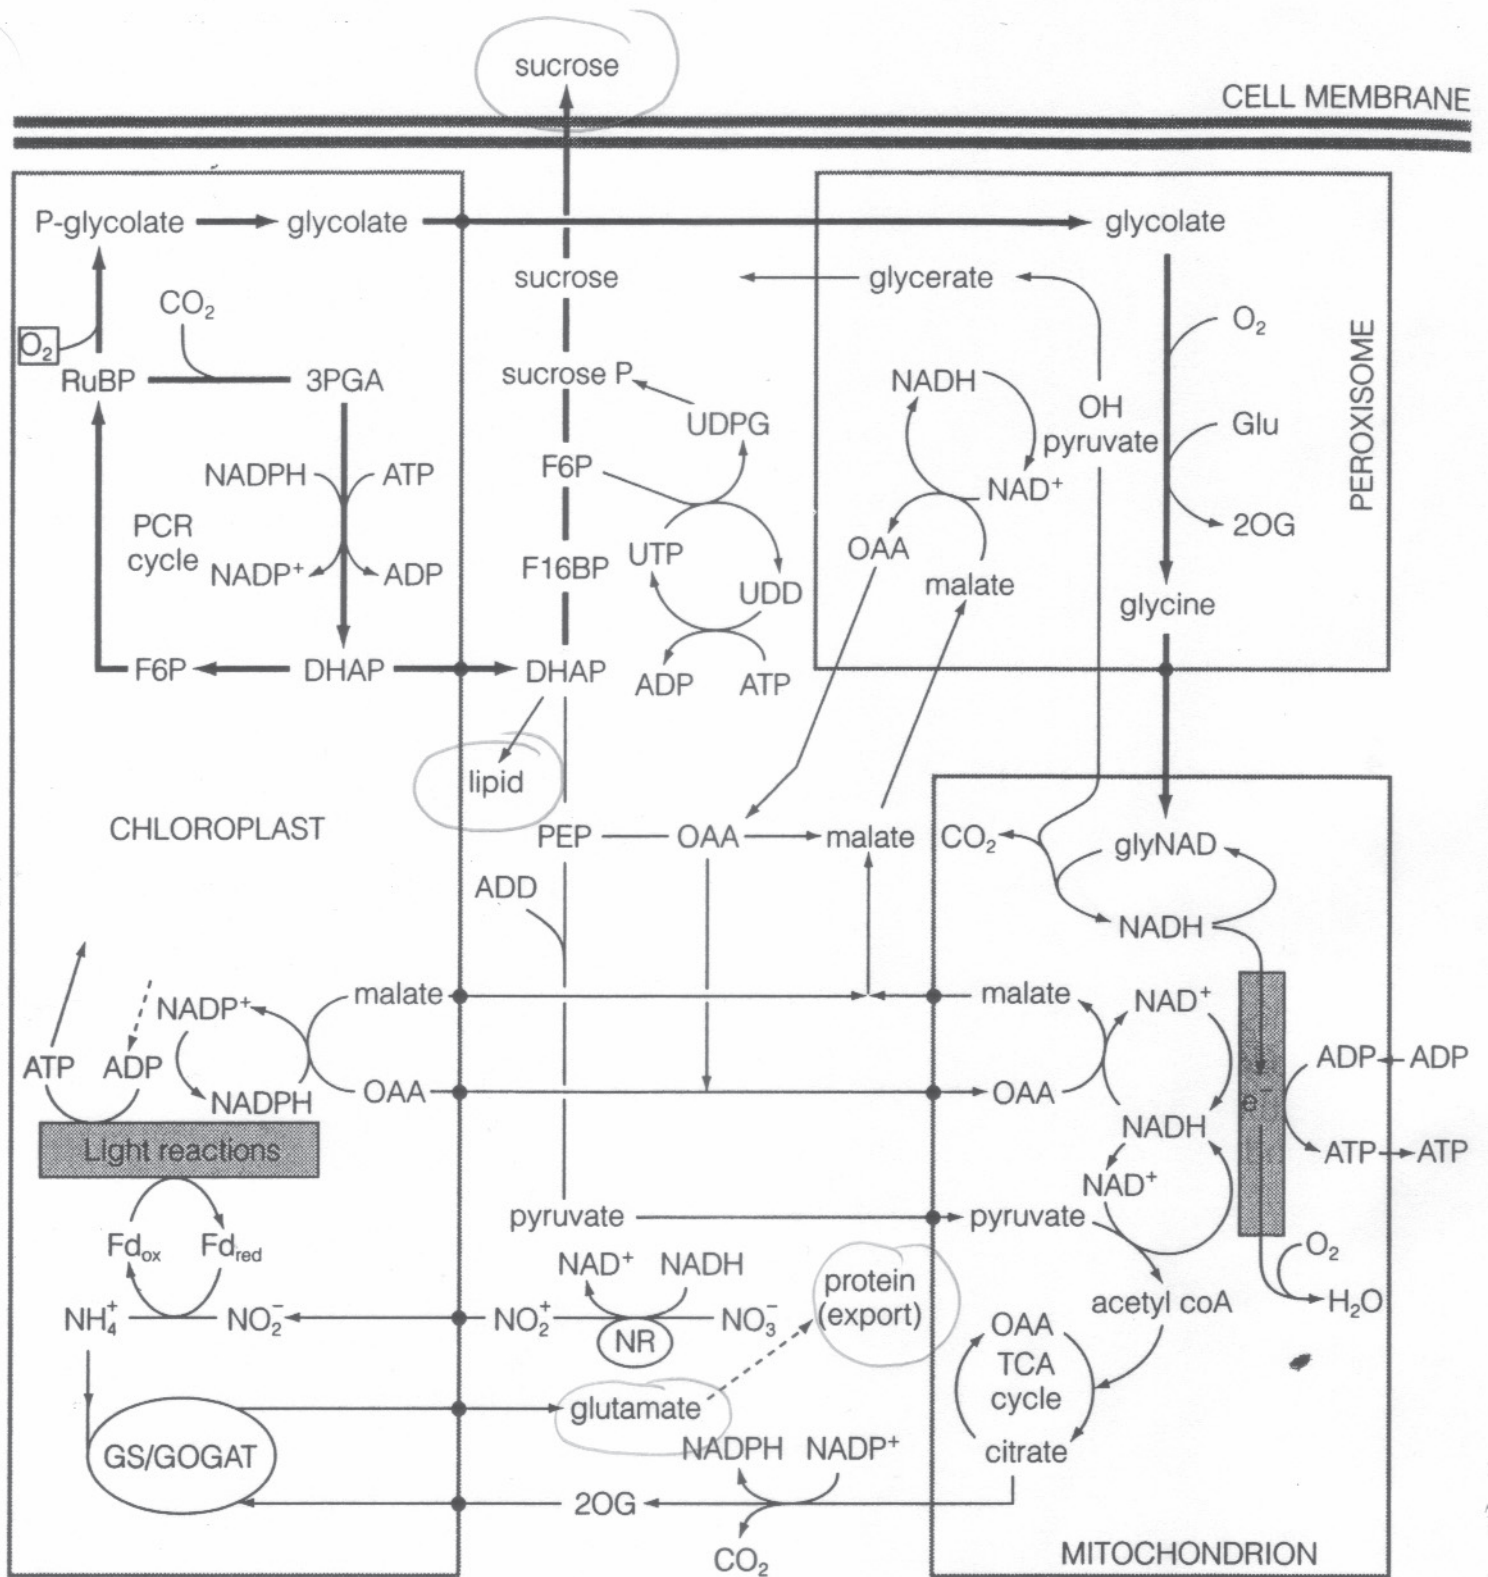 sucrose
CELL MEMBRANE
P-glycolate
glycolate
glycolate
sucrose
glycerate
CO₂
O₂
O₂
RuBP
3PGA
sucrose P
NADH
OH
pyruvate
Glu
PEROXISOME
UDPG
F6P
NADPH
ATP
NAD⁺
2OG
PCR
cycle
UTP
OAA
NADP⁺
ADP
F16BP
UDD
malate
glycine
F6P
DHAP
DHAP
ADP
ATP
lipid
CHLOROPLAST
PEP
OAA
malate
CO₂
glyNAD
ADD
NADH
malate
malate
NAD⁺
NADP⁺
ATP
ADP
ADP
ADP
NADPH
OAA
OAA
e⁻
NADH
Light reactions
ATP
ATP
NAD⁺
pyruvate
pyruvate
Fdox
Fdred
NAD⁺
NADH
protein
(export)
O₂
acetyl coA
H₂O
NH₄⁺
NO₂⁻
NO₂⁺
NR
NO₃⁻
OAA
TCA
cycle
glutamate
GS/GOGAT
NADPH
NADP⁺
citrate
2OG
CO₂
MITOCHONDRION